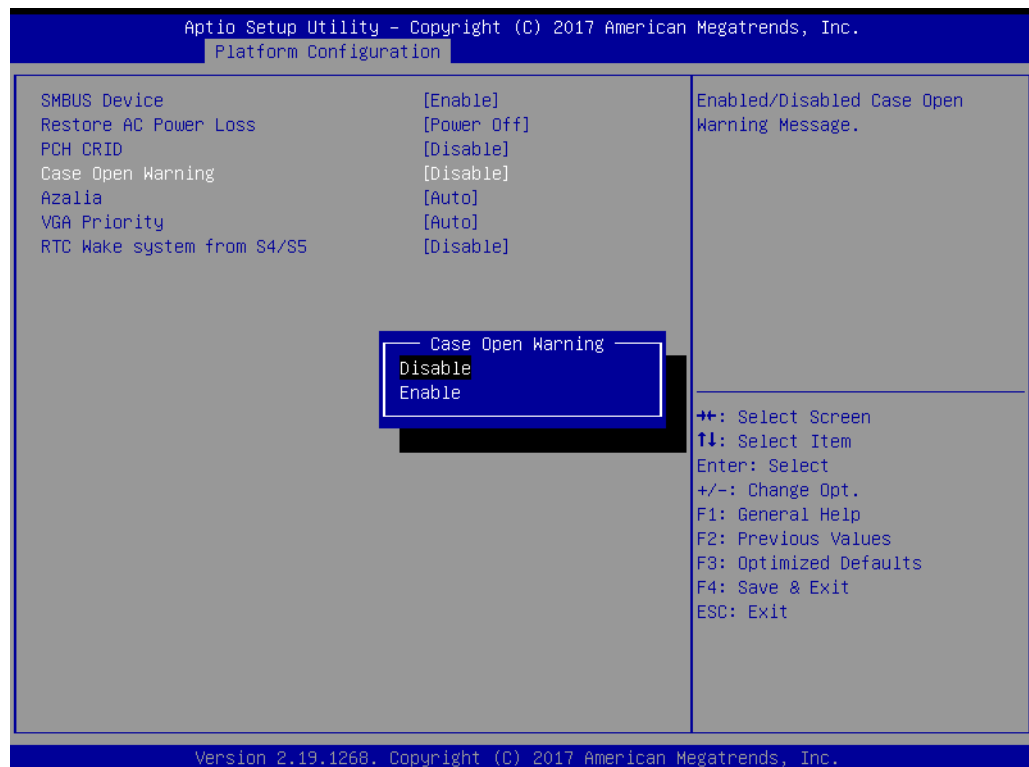 Aptio Setup Utility – Copyright (C) 2017 American Megatrends, Inc.
Platform Configuration
SMBUS Device [Enable]
Restore AC Power Loss [Power Off]
PCH CRID [Disable]
Case Open Warning [Disable]
Azalia [Auto]
VGA Priority [Auto]
RTC Wake system from S4/S5 [Disable]
Case Open Warning
Disable
Enable
Enabled/Disabled Case Open
Warning Message.
→←: Select Screen
↑↓: Select Item
Enter: Select
+/-: Change Opt.
F1: General Help
F2: Previous Values
F3: Optimized Defaults
F4: Save & Exit
ESC: Exit
Version 2.19.1268. Copyright (C) 2017 American Megatrends, Inc.